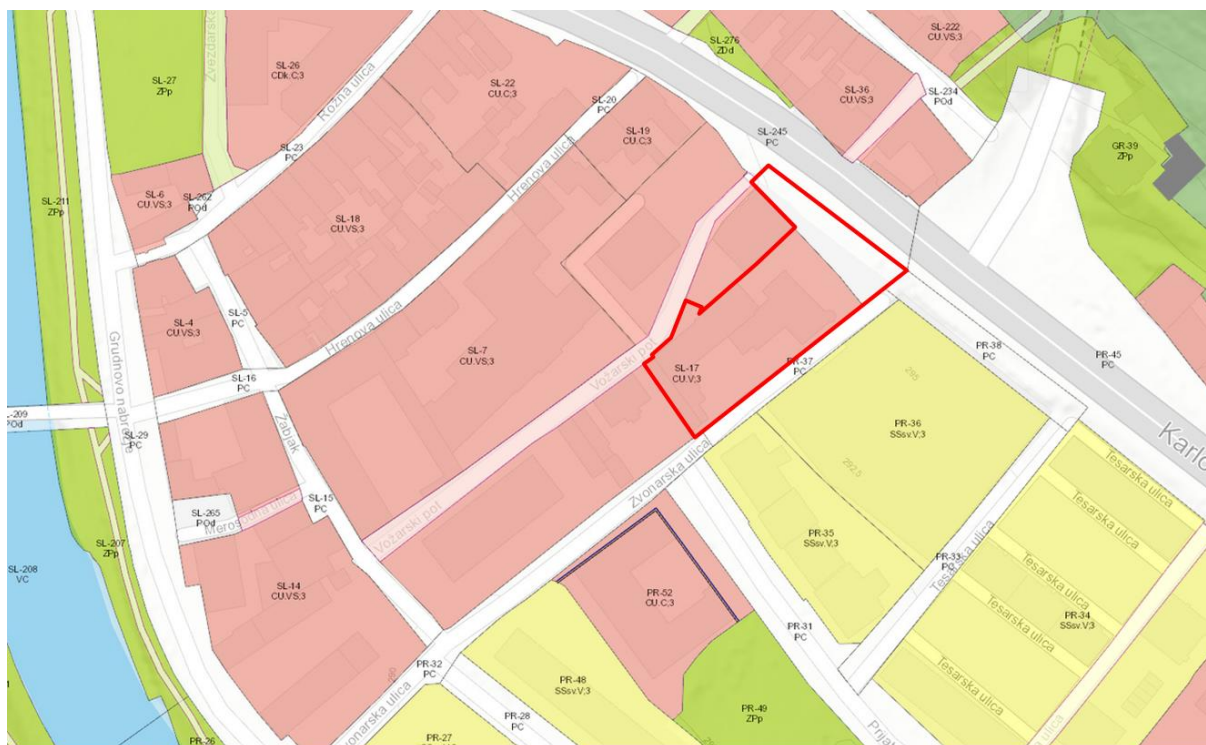 SL-27
ZPp
Zvezdarska
SL-26
CDk.C;3
Rožna ulica
SL-22
CU.C;3
SL-20
PC
SL-276
ZDd
SL-222
CU.VS;3
SL-36
CU.VS;3
SL-234
POd
SL-245
PC
GR-39
ZPp
SL-19
CU.C;3
Hrenova ulica
SL-23
PC
SL-6
CU.VS;3
SL-262
POd
SL-211
ZPp
SL-18
CU.VS;3
SL-5
PC
SL-4
CU.VS;3
Grudnovo nabrežje
Hrenova ulica
SL-7
CU.VS;3
Vožarski pot
SL-17
CU.V;3
PR-37
PC
PR-38
PC
PR-45
PC
SL-16
PC
SL-209
POd
SL-29
PC
Žabjak
295
PR-36
SSsv.V;3
292.5
Karlo
Zvonarska ulica
SL-265
POd
Merosodna ulica
SL-15
PC
Vožarski pot
Tesarska ulica
Tesarska ulica
Tesarska ulica
PR-35
SSsv.V;3
PR-33
PC
SL-207
ZPp
SL-208
VC
SL-14
CU.VS;3
PR-52
CU.C;3
Tesarska ulica
PR-34
SSsv.V;3
PR-31
PC
Tesarska ulica
PR-32
PC
PR-48
SSsv.V;3
Zvonarska ulica
PR-49
ZPp
PR-28
PC
Prijat
ulica
PR-26
PR-27